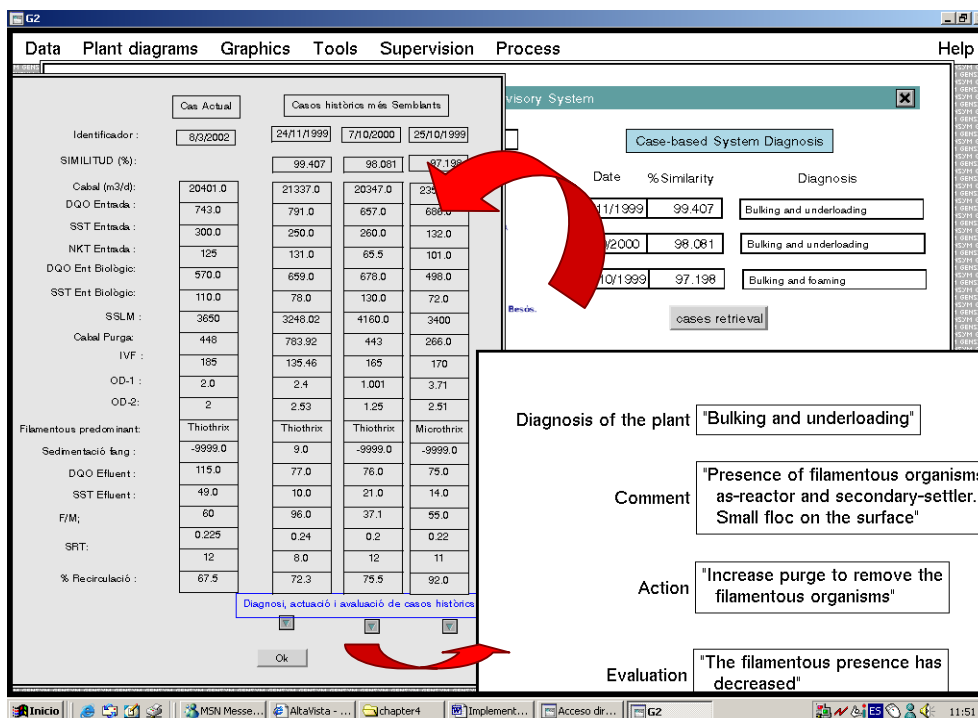 G2
Data Plant diagrams Graphics Tools Supervision Process Help
Cas Actual
Casos històrics més Semblants
Identificador :
8/3/2002 24/11/1999 7/10/2000 25/10/1999
SIMILITUD (%):
99.407 98.081 97.198
Cabal (m3/d):
20401.0 21337.0 20347.0
DQO Entrada :
743.0 791.0 657.0 686.0
SST Entrada :
300.0 250.0 260.0 132.0
NKT Entrada :
125 131.0 65.5 101.0
DQO Ent Biològic:
570.0 659.0 678.0 498.0
SST Ent Biològic:
110.0 78.0 130.0 72.0
SSLM :
3650 3248.02 4160.0 3400
Cabal Purga:
448 783.92 443 266.0
IVF :
185 135.46 165 170
OD-1 :
2.0 2.4 1.001 3.71
OD-2:
2 2.53 1.25 2.51
Filamentous predominant:
Thiothrix Thiothrix Thiothrix Microthrix
Sedimentació fang :
-9999.0 9.0 -9999.0 -9999.0
DQO Efluent :
115.0 77.0 76.0 75.0
SST Efluent :
49.0 10.0 21.0 14.0
F/M;
60 96.0 37.1 55.0
0.225 0.24 0.2 0.22
SRT:
12 8.0 12 11
% Recirculació :
67.5 72.3 75.5 92.0
Diagnosi, actuació i avaluació de casos històrics
Ok
visory System
Case-based System Diagnosis
Date % Similarity Diagnosis
11/1999 99.407 Bulking and underloading
/2000 98.081 Bulking and underloading
10/1999 97.198 Bulking and foaming
Besós.
cases retrieval
Diagnosis of the plant "Bulking and underloading"
Comment
"Presence of filamentous organisms
as-reactor and secondary-settler.
Small floc on the surface"
Action
"Increase purge to remove the
filamentous organisms"
Evaluation
"The filamentous presence has
decreased"
Inicio MSN Messe... AltaVista - ... chapter4 Implement... Acceso dir... G2 ES 11:51